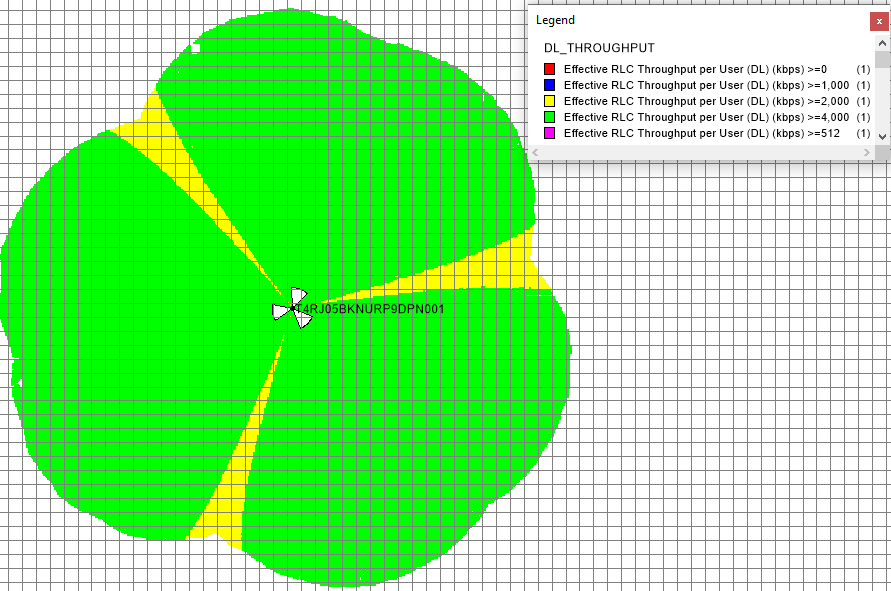 Legend
x
DL_THROUGHPUT
Effective RLC Throughput per User (DL) (kbps) >=0 (1)
Effective RLC Throughput per User (DL) (kbps) >=1,000 (1)
Effective RLC Throughput per User (DL) (kbps) >=2,000 (1)
Effective RLC Throughput per User (DL) (kbps) >=4,000 (1)
Effective RLC Throughput per User (DL) (kbps) >=512 (1)
T4RJ05BKNURP9DPN001